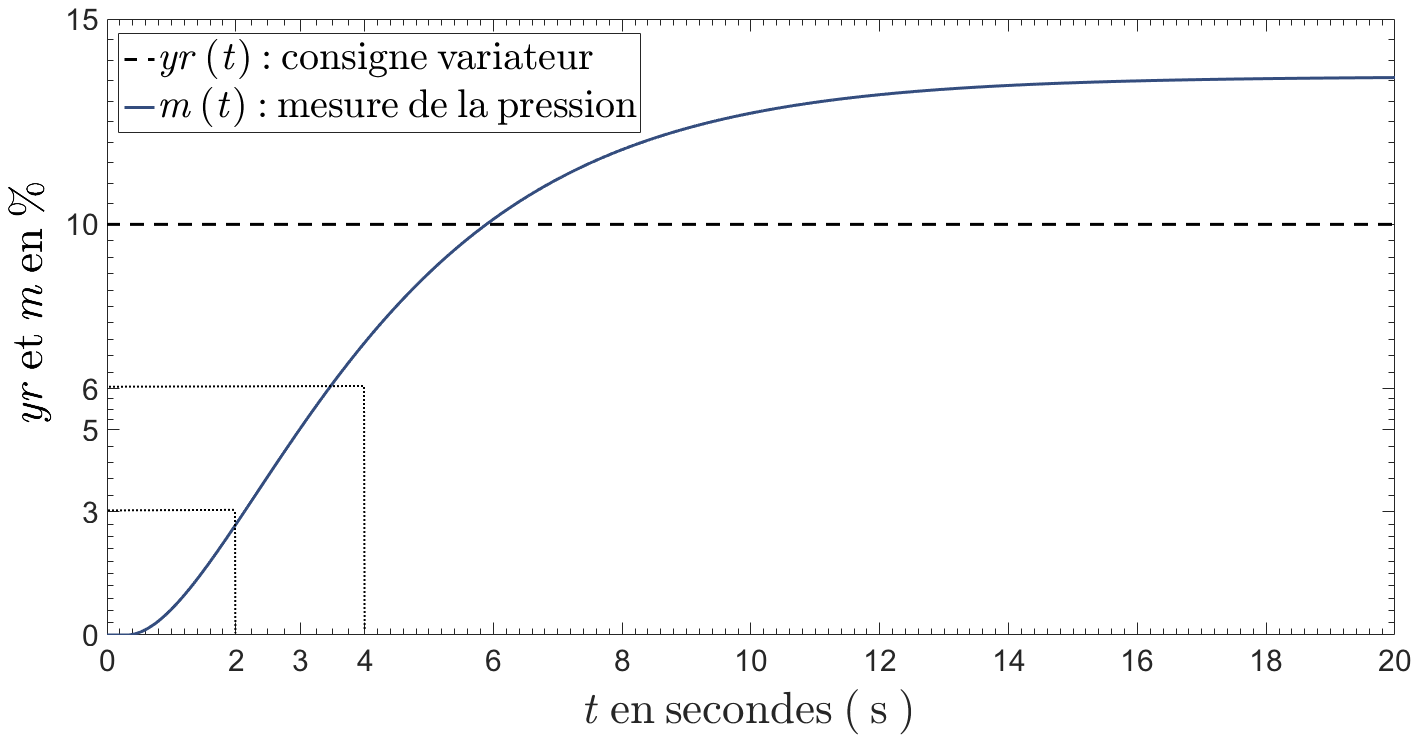 15
yr (t) : consigne variateur
m (t) : mesure de la pression
10
6
5
3
0
yr et m en %
0 2 3 4 6 8 10 12 14 16 18 20
t en secondes ( s )